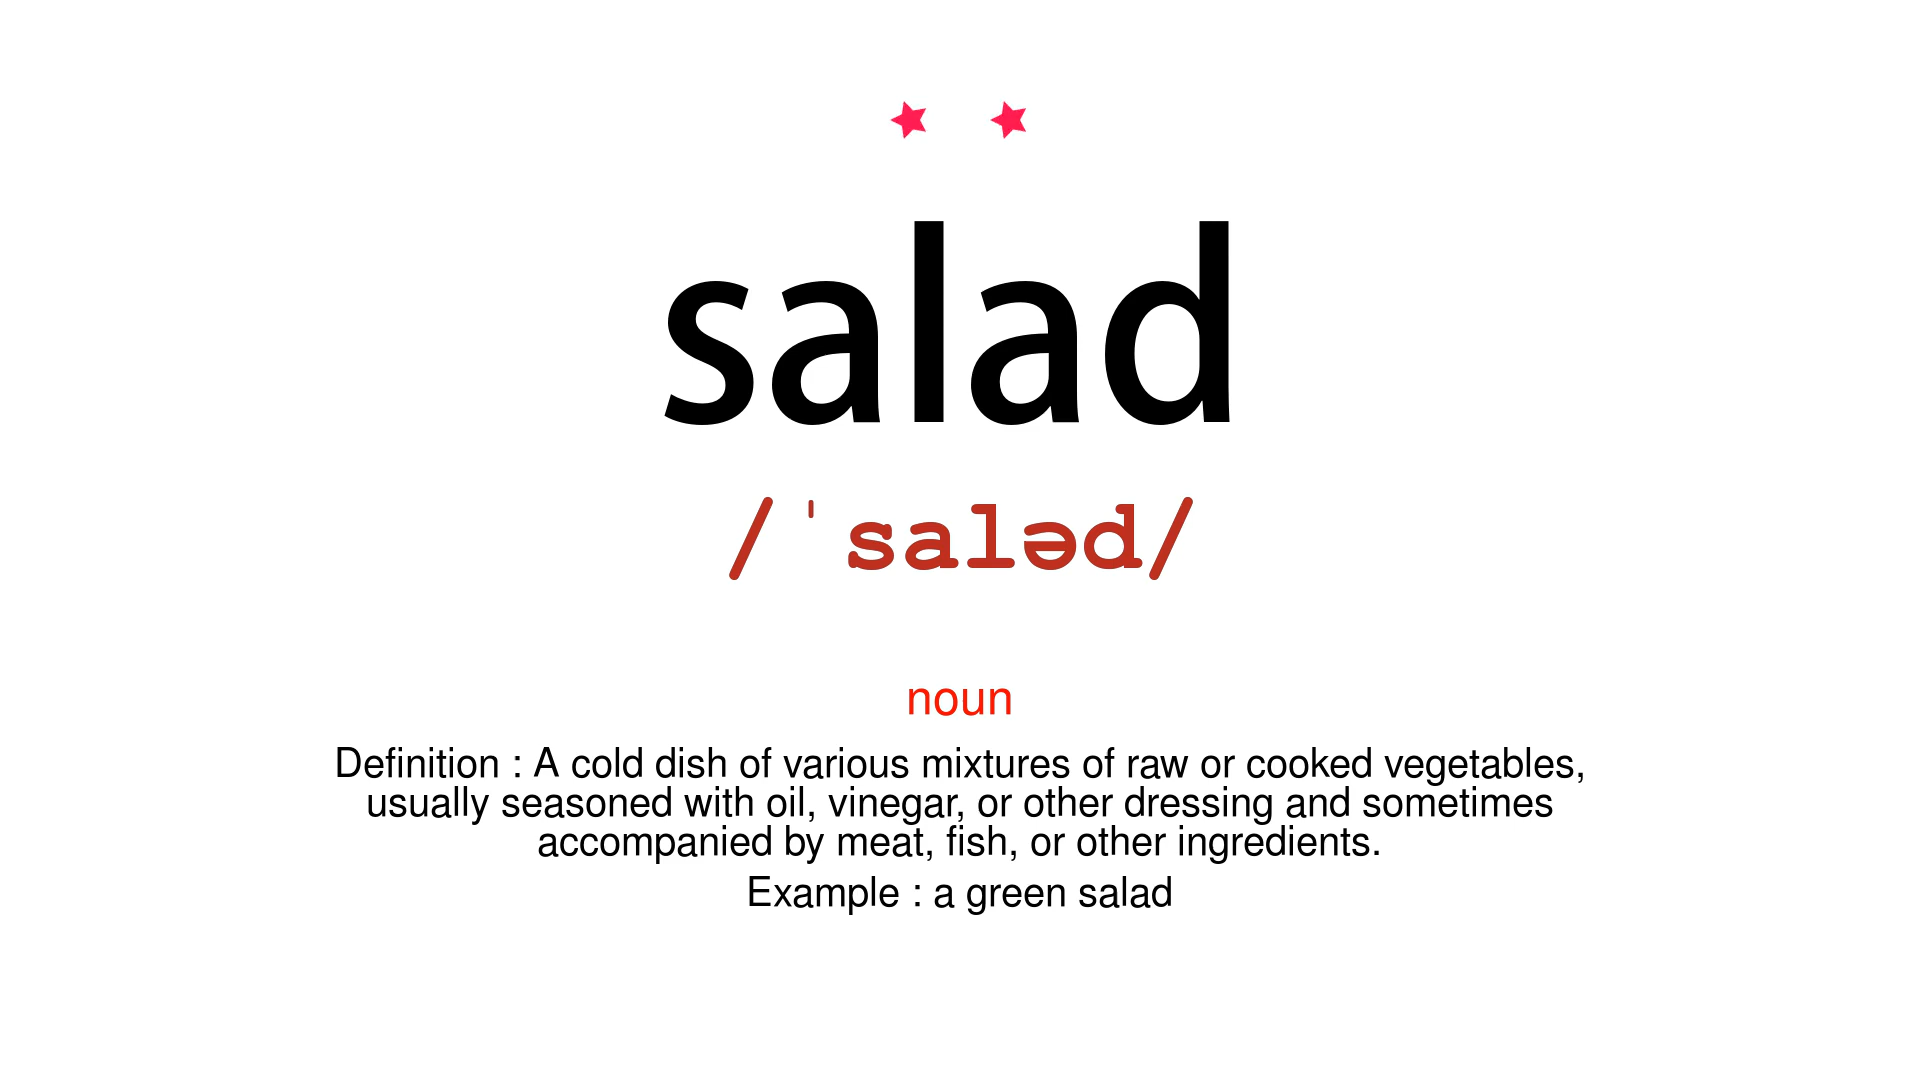 salad
/ˈsaləd/
noun
Definition : A cold dish of various mixtures of raw or cooked vegetables,
usually seasoned with oil, vinegar, or other dressing and sometimes
accompanied by meat, fish, or other ingredients.
Example : a green salad